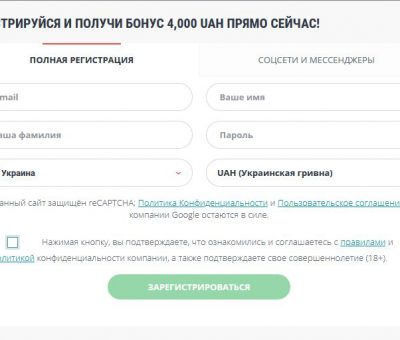 ТРИРУЙСЯ И ПОЛУЧИ БОНУС 4,000 UAH ПРЯМО СЕЙЧАС!
ПОЛНАЯ РЕГИСТРАЦИЯ
СОЦСЕТИ И МЕССЕНДЖЕРЫ
mail
Ваше имя
аша фамилия
Пароль
Украина
UAH (Украинская гривна)
анный сайт защищён reCAPTCHA; Политика Конфиденциальности и Пользовательское соглашени
компании Google остаются в силе.
Нажимая кнопку, вы подтверждаете, что ознакомились и соглашаетесь с правилами и
олитикой конфиденциальности компании, а также подтверждаете свое совершеннолетие (18+).
ЗАРЕГИСТРИРОВАТЬСЯ